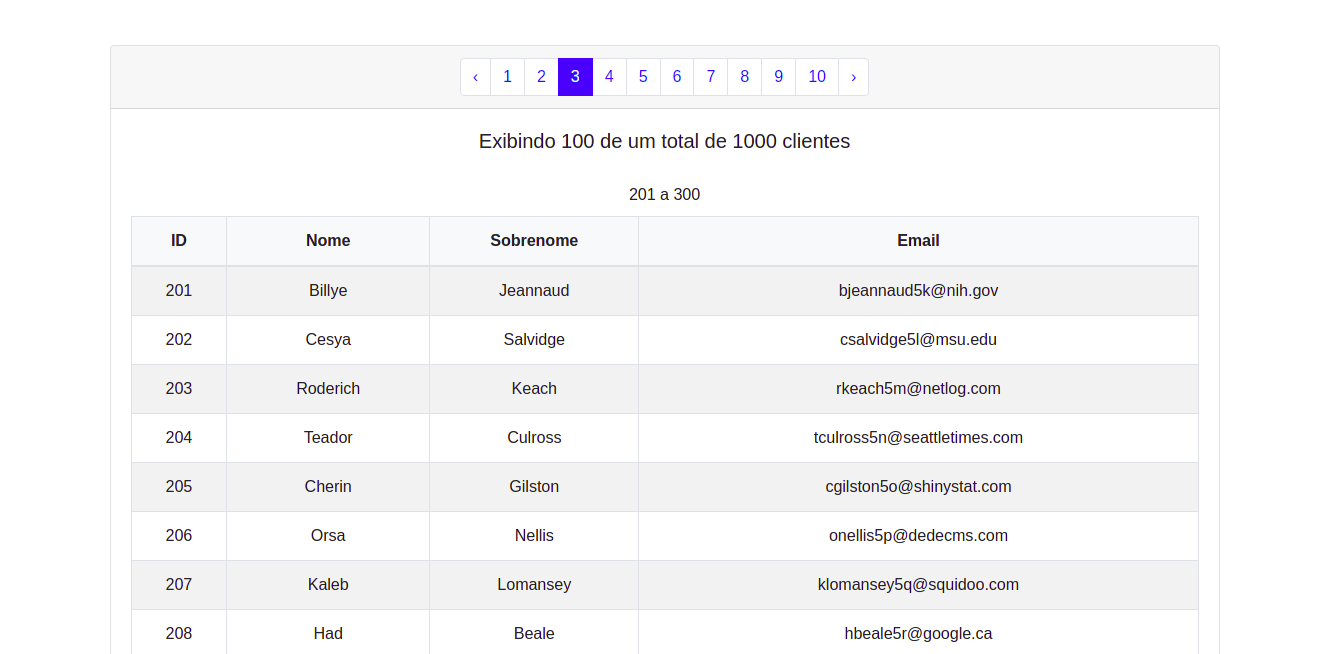 ‹ 1 2 3 4 5 6 7 8 9 10 ›
Exibindo 100 de um total de 1000 clientes
201 a 300
ID Nome Sobrenome Email
201 Billye Jeannaud bjeannaud5k@nih.gov
202 Cesya Salvidge csalvidge5l@msu.edu
203 Roderich Keach rkeach5m@netlog.com
204 Teador Culross tculross5n@seattletimes.com
205 Cherin Gilston cgilston5o@shinystat.com
206 Orsa Nellis onellis5p@dedecms.com
207 Kaleb Lomansey klomansey5q@squidoo.com
208 Had Beale hbeale5r@google.ca